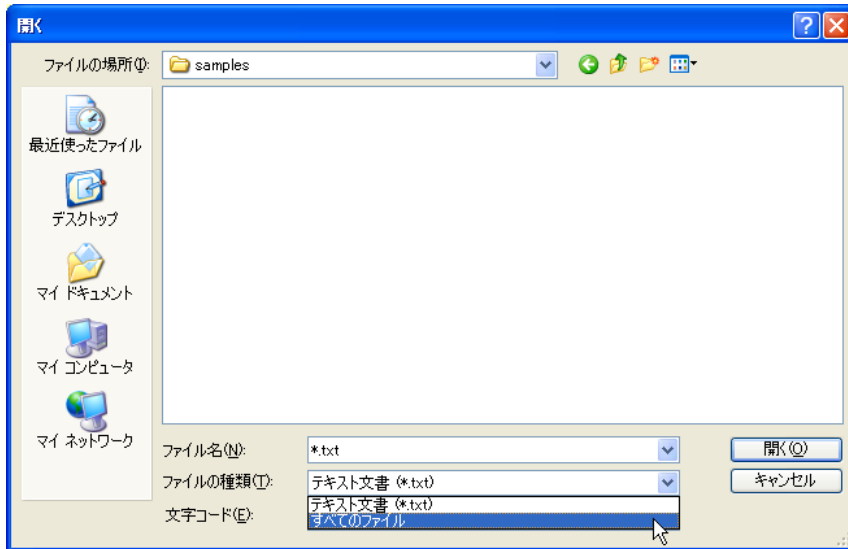 開く
ファイルの場所(I):
samples
最近使ったファイル
デスクトップ
マイ ドキュメント
マイ コンピュータ
マイ ネットワーク
ファイル名(N):
*.txt
開く(O)
ファイルの種類(T):
テキスト文書 (*.txt)
キャンセル
文字コード(E):
テキスト文書 (*.txt)
すべてのファイル